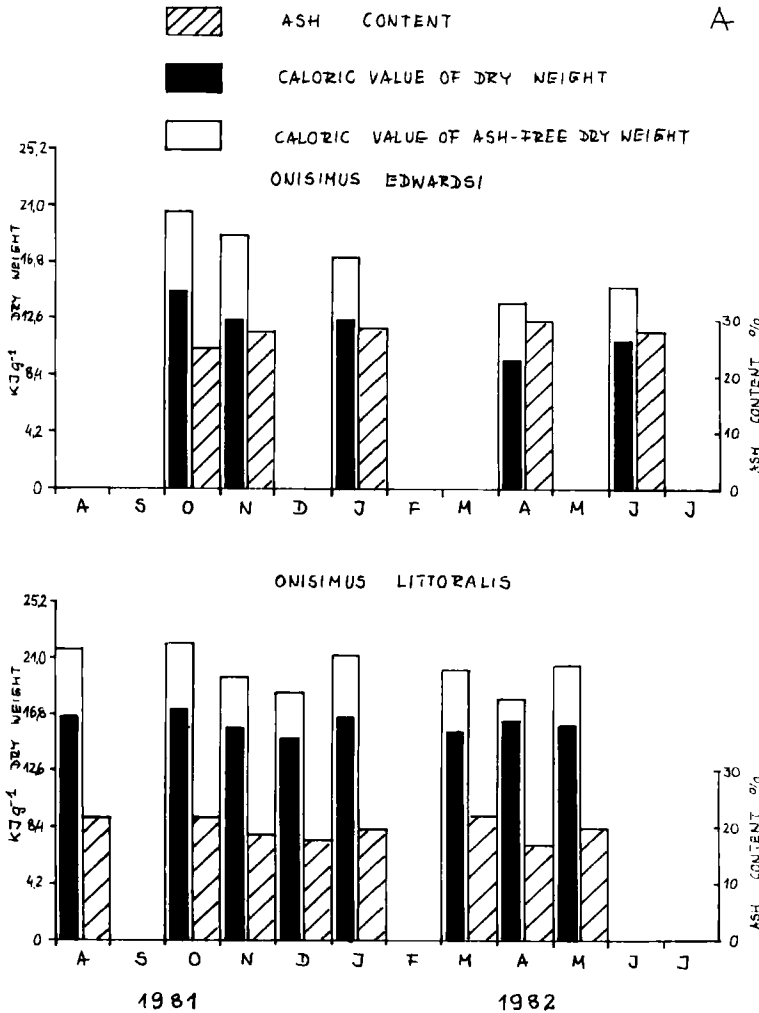 A
ASH CONTENT
CALORIC VALUE OF DRY WEIGHT
CALORIC VALUE OF ASH-FREE DRY WEIGHT
ONISIMUS EDWARDSI
KJg⁻¹ DRY WEIGHT
25,2
21,0
16,8
12,6
8,4
4,2
0
30
20
10
0
ASH CONTENT %
A S O N D J F M A M J J
ONISIMUS LITTORALIS
KJg⁻¹ DRY WEIGHT
25,2
21,0
16,8
12,6
8,4
4,2
0
30
20
10
0
ASH CONTENT %
A S O N D J F M A M J J
1981 1982